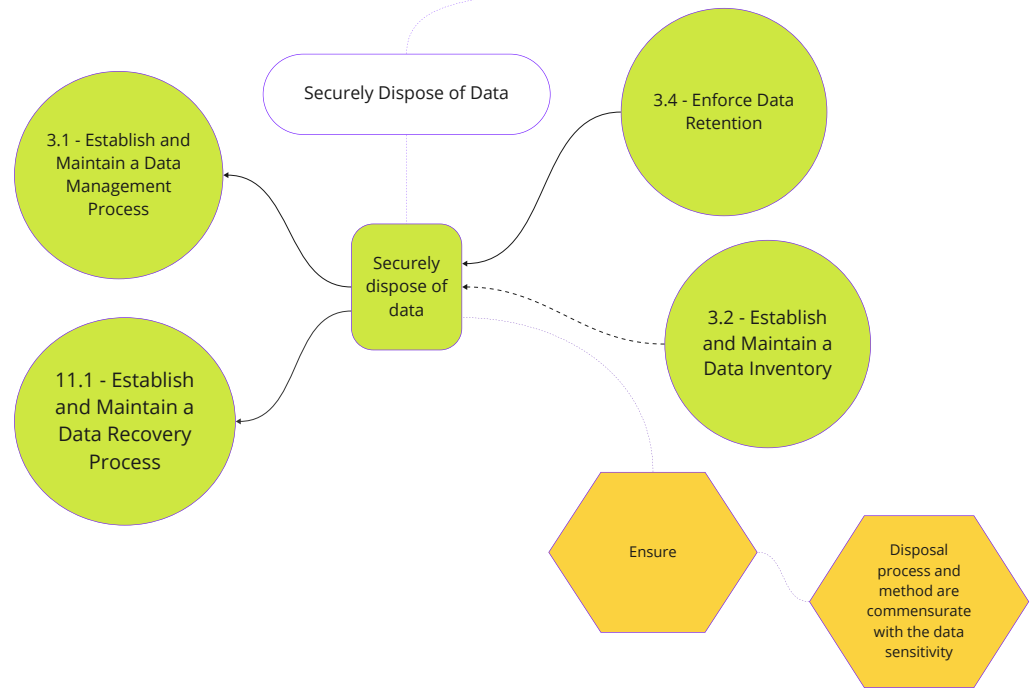 Securely Dispose of Data
3.4 - Enforce Data
Retention
3.1 - Establish and
Maintain a Data
Management
Process
Securely
dispose of
data
3.2 - Establish
and Maintain a
Data Inventory
11.1 - Establish
and Maintain a
Data Recovery
Process
Ensure
Disposal
process and
method are
commensurate
with the data
sensitivity